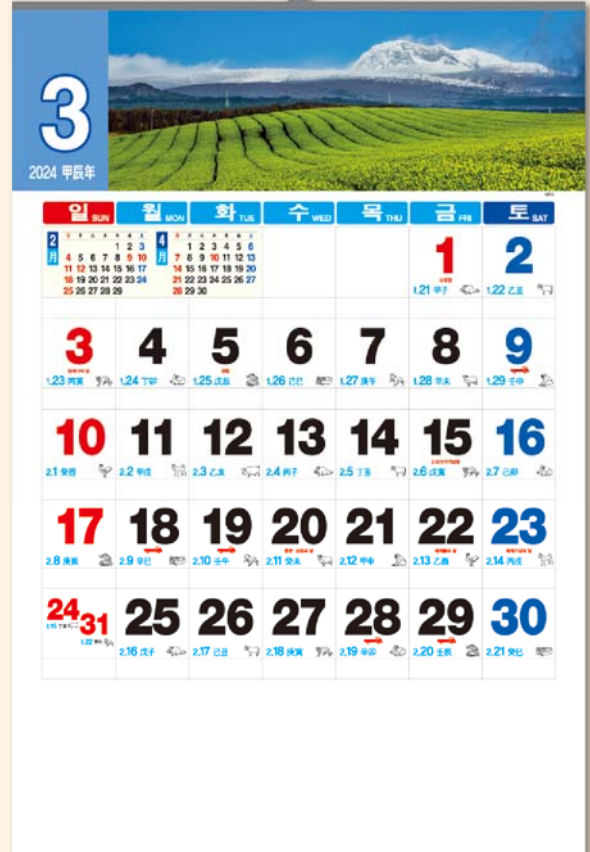 3
2024 甲辰年
일 SUN 월 MON 화 TUE 수 WED 목 THU 금 FRI 토 SAT
2月
1 2 3
4 5 6 7 8 9 10
11 12 13 14 15 16 17
18 19 20 21 22 23 24
25 26 27 28 29
4月
1 2 3 4 5 6
7 8 9 10 11 12 13
14 15 16 17 18 19 20
21 22 23 24 25 26 27
28 29 30
1 2
1.21 甲子 1.22 乙丑
3 4 5 6 7 8 9
1.23 丙寅 1.24 丁卯 1.25 戊辰 1.26 己巳 1.27 庚午 1.28 辛未 1.29 壬申
10 11 12 13 14 15 16
2.1 癸酉 2.2 甲戌 2.3 乙亥 2.4 丙子 2.5 丁丑 2.6 戊寅 2.7 己卯
17 18 19 20 21 22 23
2.8 庚辰 2.9 辛巳 2.10 壬午 2.11 癸未 2.12 甲申 2.13 乙酉 2.14 丙戌
24 31 25 26 27 28 29 30
1.15 1.22 2.16 戊子 2.17 己丑 2.18 庚寅 2.19 辛卯 2.20 壬辰 2.21 癸巳